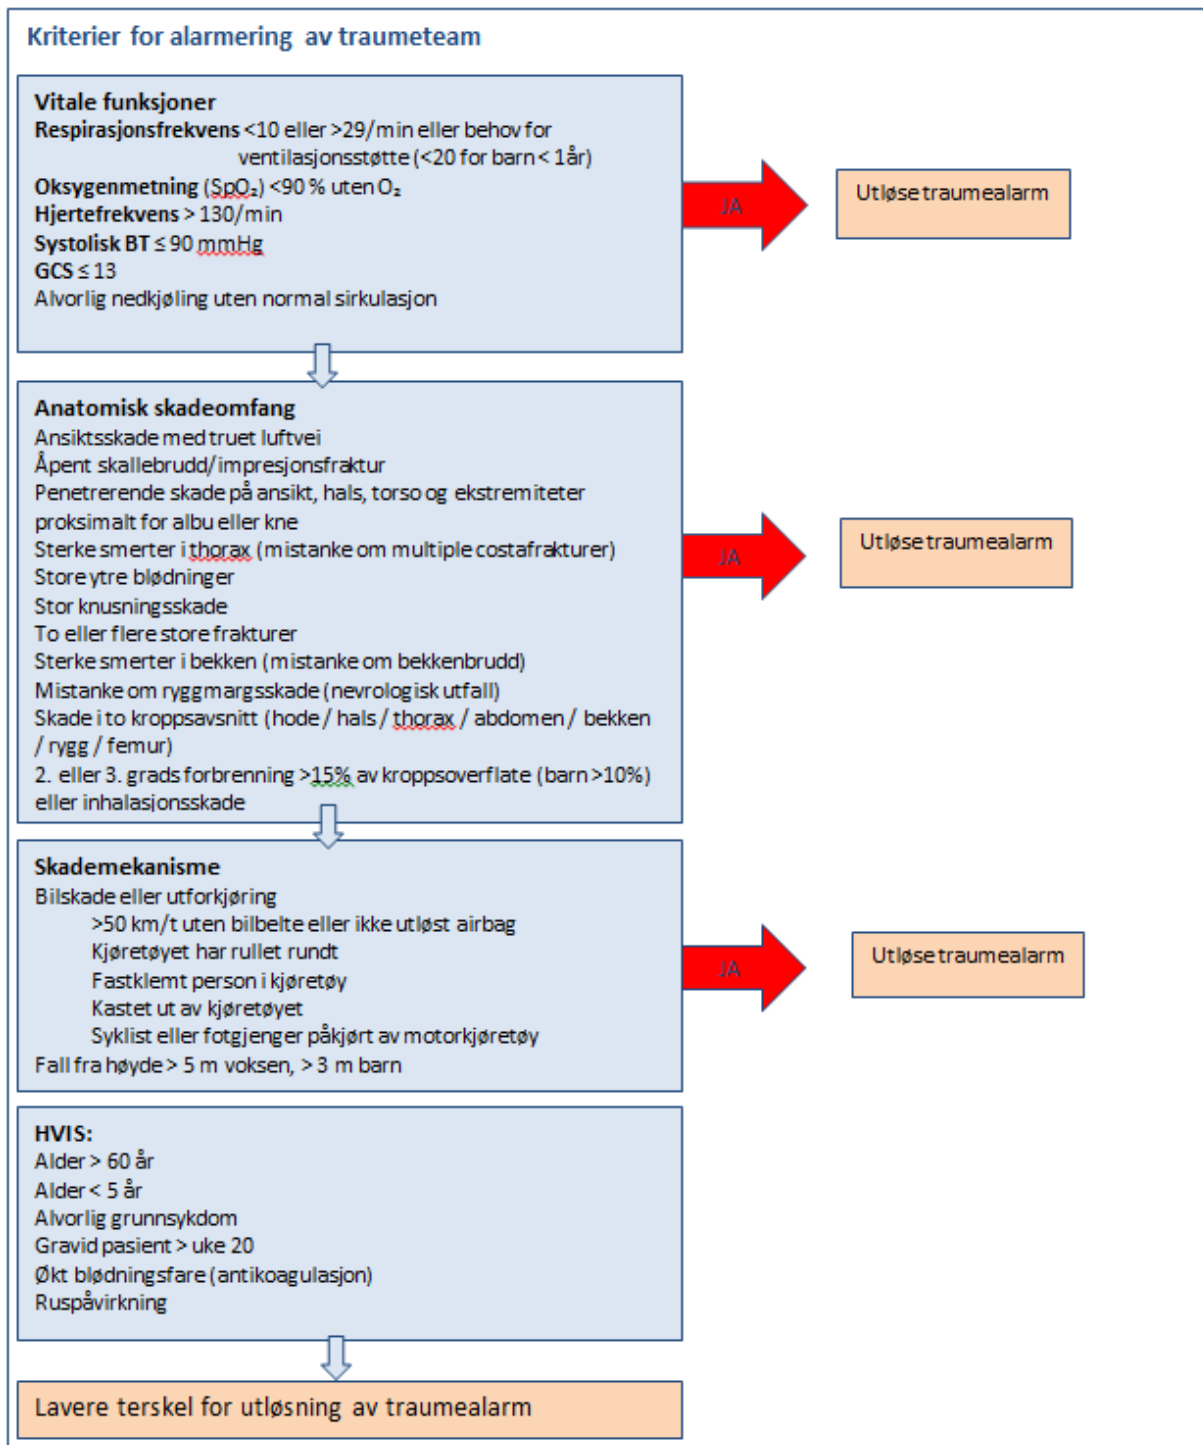 Kriterier for alarmering av traumeteam
Vitale funksjoner
Respirasjonsfrekvens <10 eller >29/min eller behov for
ventilasjonsstøtte (<20 for barn < 1år)
Oksygenmetning (SpO₂) <90 % uten O₂
Hjertefrekvens > 130/min
Systolisk BT ≤ 90 mmHg
GCS ≤ 13
Alvorlig nedkjøling uten normal sirkulasjon
JA
Utløse traumealarm
Anatomisk skadeomfang
Ansiktsskade med truet luftvei
Åpent skallebrudd/impresjonsfraktur
Penetrerende skade på ansikt, hals, torso og ekstremiteter
proksimalt for albu eller kne
Sterke smerter i thorax (mistanke om multiple costafrakturer)
Store ytre blødninger
Stor knusningsskade
To eller flere store frakturer
Sterke smerter i bekken (mistanke om bekkenbrudd)
Mistanke om ryggmargsskade (nevrologisk utfall)
Skade i to kroppsavsnitt (hode / hals / thorax / abdomen / bekken
/ rygg / femur)
2. eller 3. grads forbrenning >15% av kroppsoverflate (barn >10%)
eller inhalasjonsskade
JA
Utløse traumealarm
Skademekanisme
Bilskade eller utforkjøring
>50 km/t uten bilbelte eller ikke utløst airbag
Kjøretøyet har rullet rundt
Fastklemt person i kjøretøy
Kastet ut av kjøretøyet
Syklist eller fotgjenger påkjørt av motorkjøretøy
Fall fra høyde > 5 m voksen, > 3 m barn
JA
Utløse traumealarm
HVIS:
Alder > 60 år
Alder < 5 år
Alvorlig grunnsykdom
Gravid pasient > uke 20
Økt blødningsfare (antikoagulasjon)
Ruspåvirkning
Lavere terskel for utløsning av traumealarm